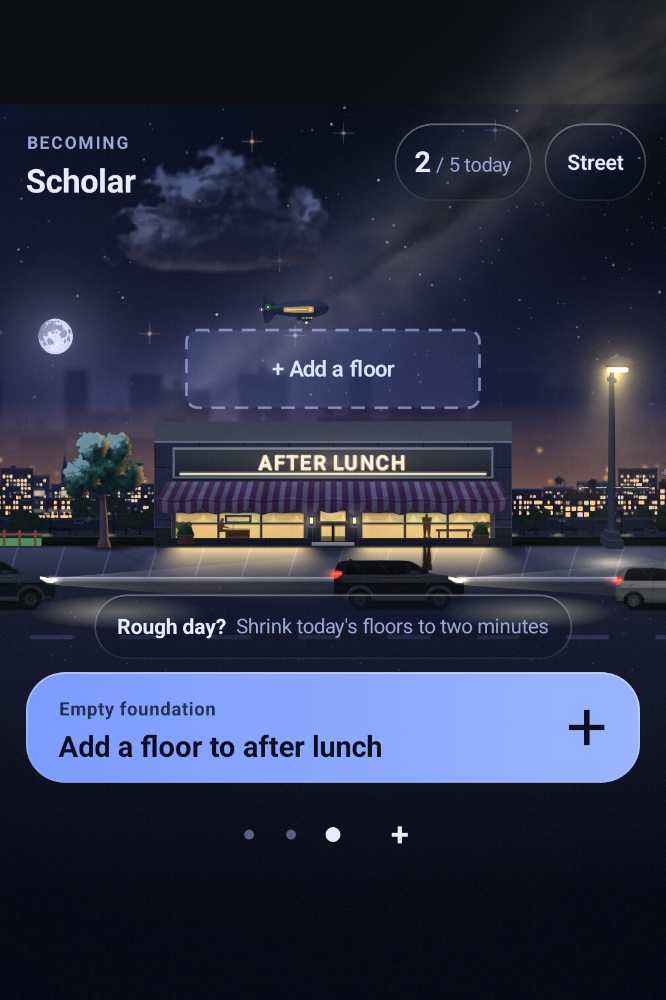 BECOMING
Scholar
2 / 5 today
Street
+ Add a floor
AFTER LUNCH
Rough day? Shrink today's floors to two minutes
Empty foundation
Add a floor to after lunch
+
+